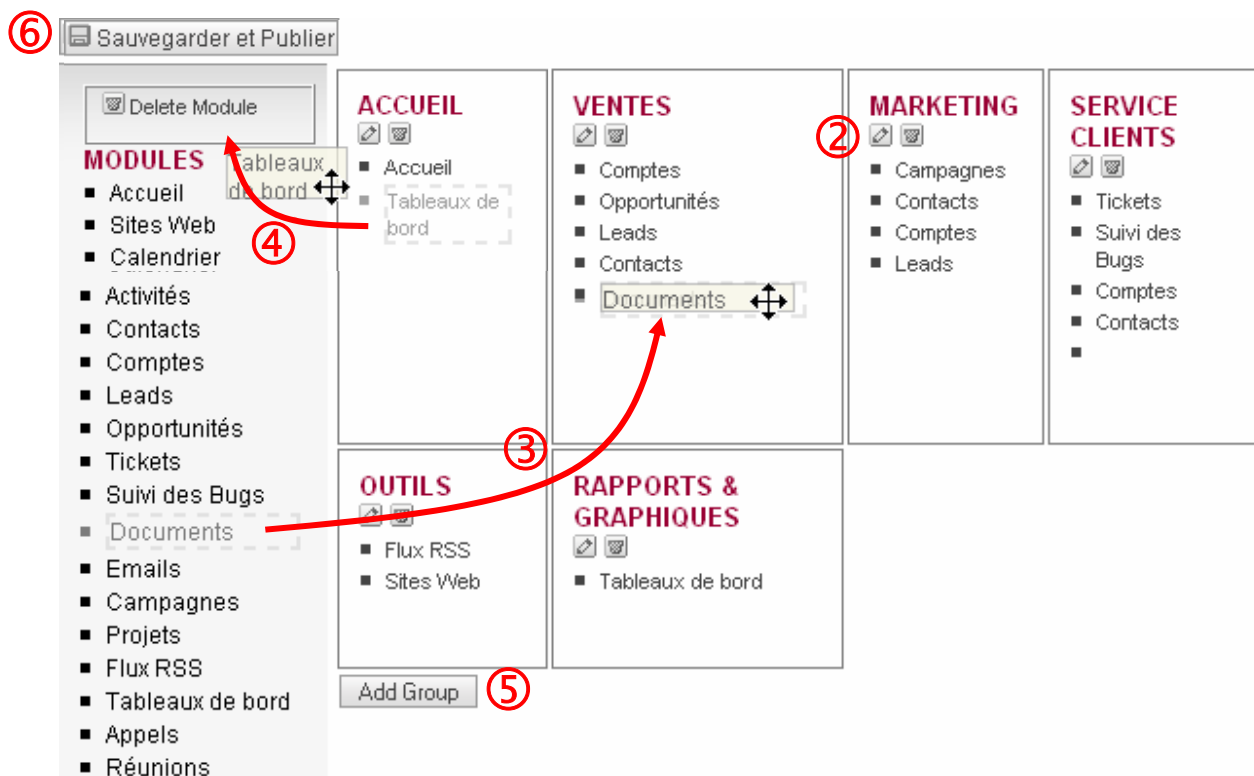 ⑥ Sauvegarder et Publier
Delete Module
MODULES
Tableaux
de bord
Accueil
Sites Web
④
Calendrier
Activités
Contacts
Comptes
Leads
Opportunités
Tickets
Suivi des Bugs
Documents
Emails
Campagnes
Projets
Flux RSS
Tableaux de bord
Appels
Réunions
ACCUEIL
Accueil
Tableaux de
bord
VENTES
Comptes
Opportunités
Leads
Contacts
Documents
MARKETING
②
Campagnes
Contacts
Comptes
Leads
SERVICE
CLIENTS
Tickets
Suivi des
Bugs
Comptes
Contacts
③
OUTILS
Flux RSS
Sites Web
RAPPORTS &
GRAPHIQUES
Tableaux de bord
Add Group ⑤